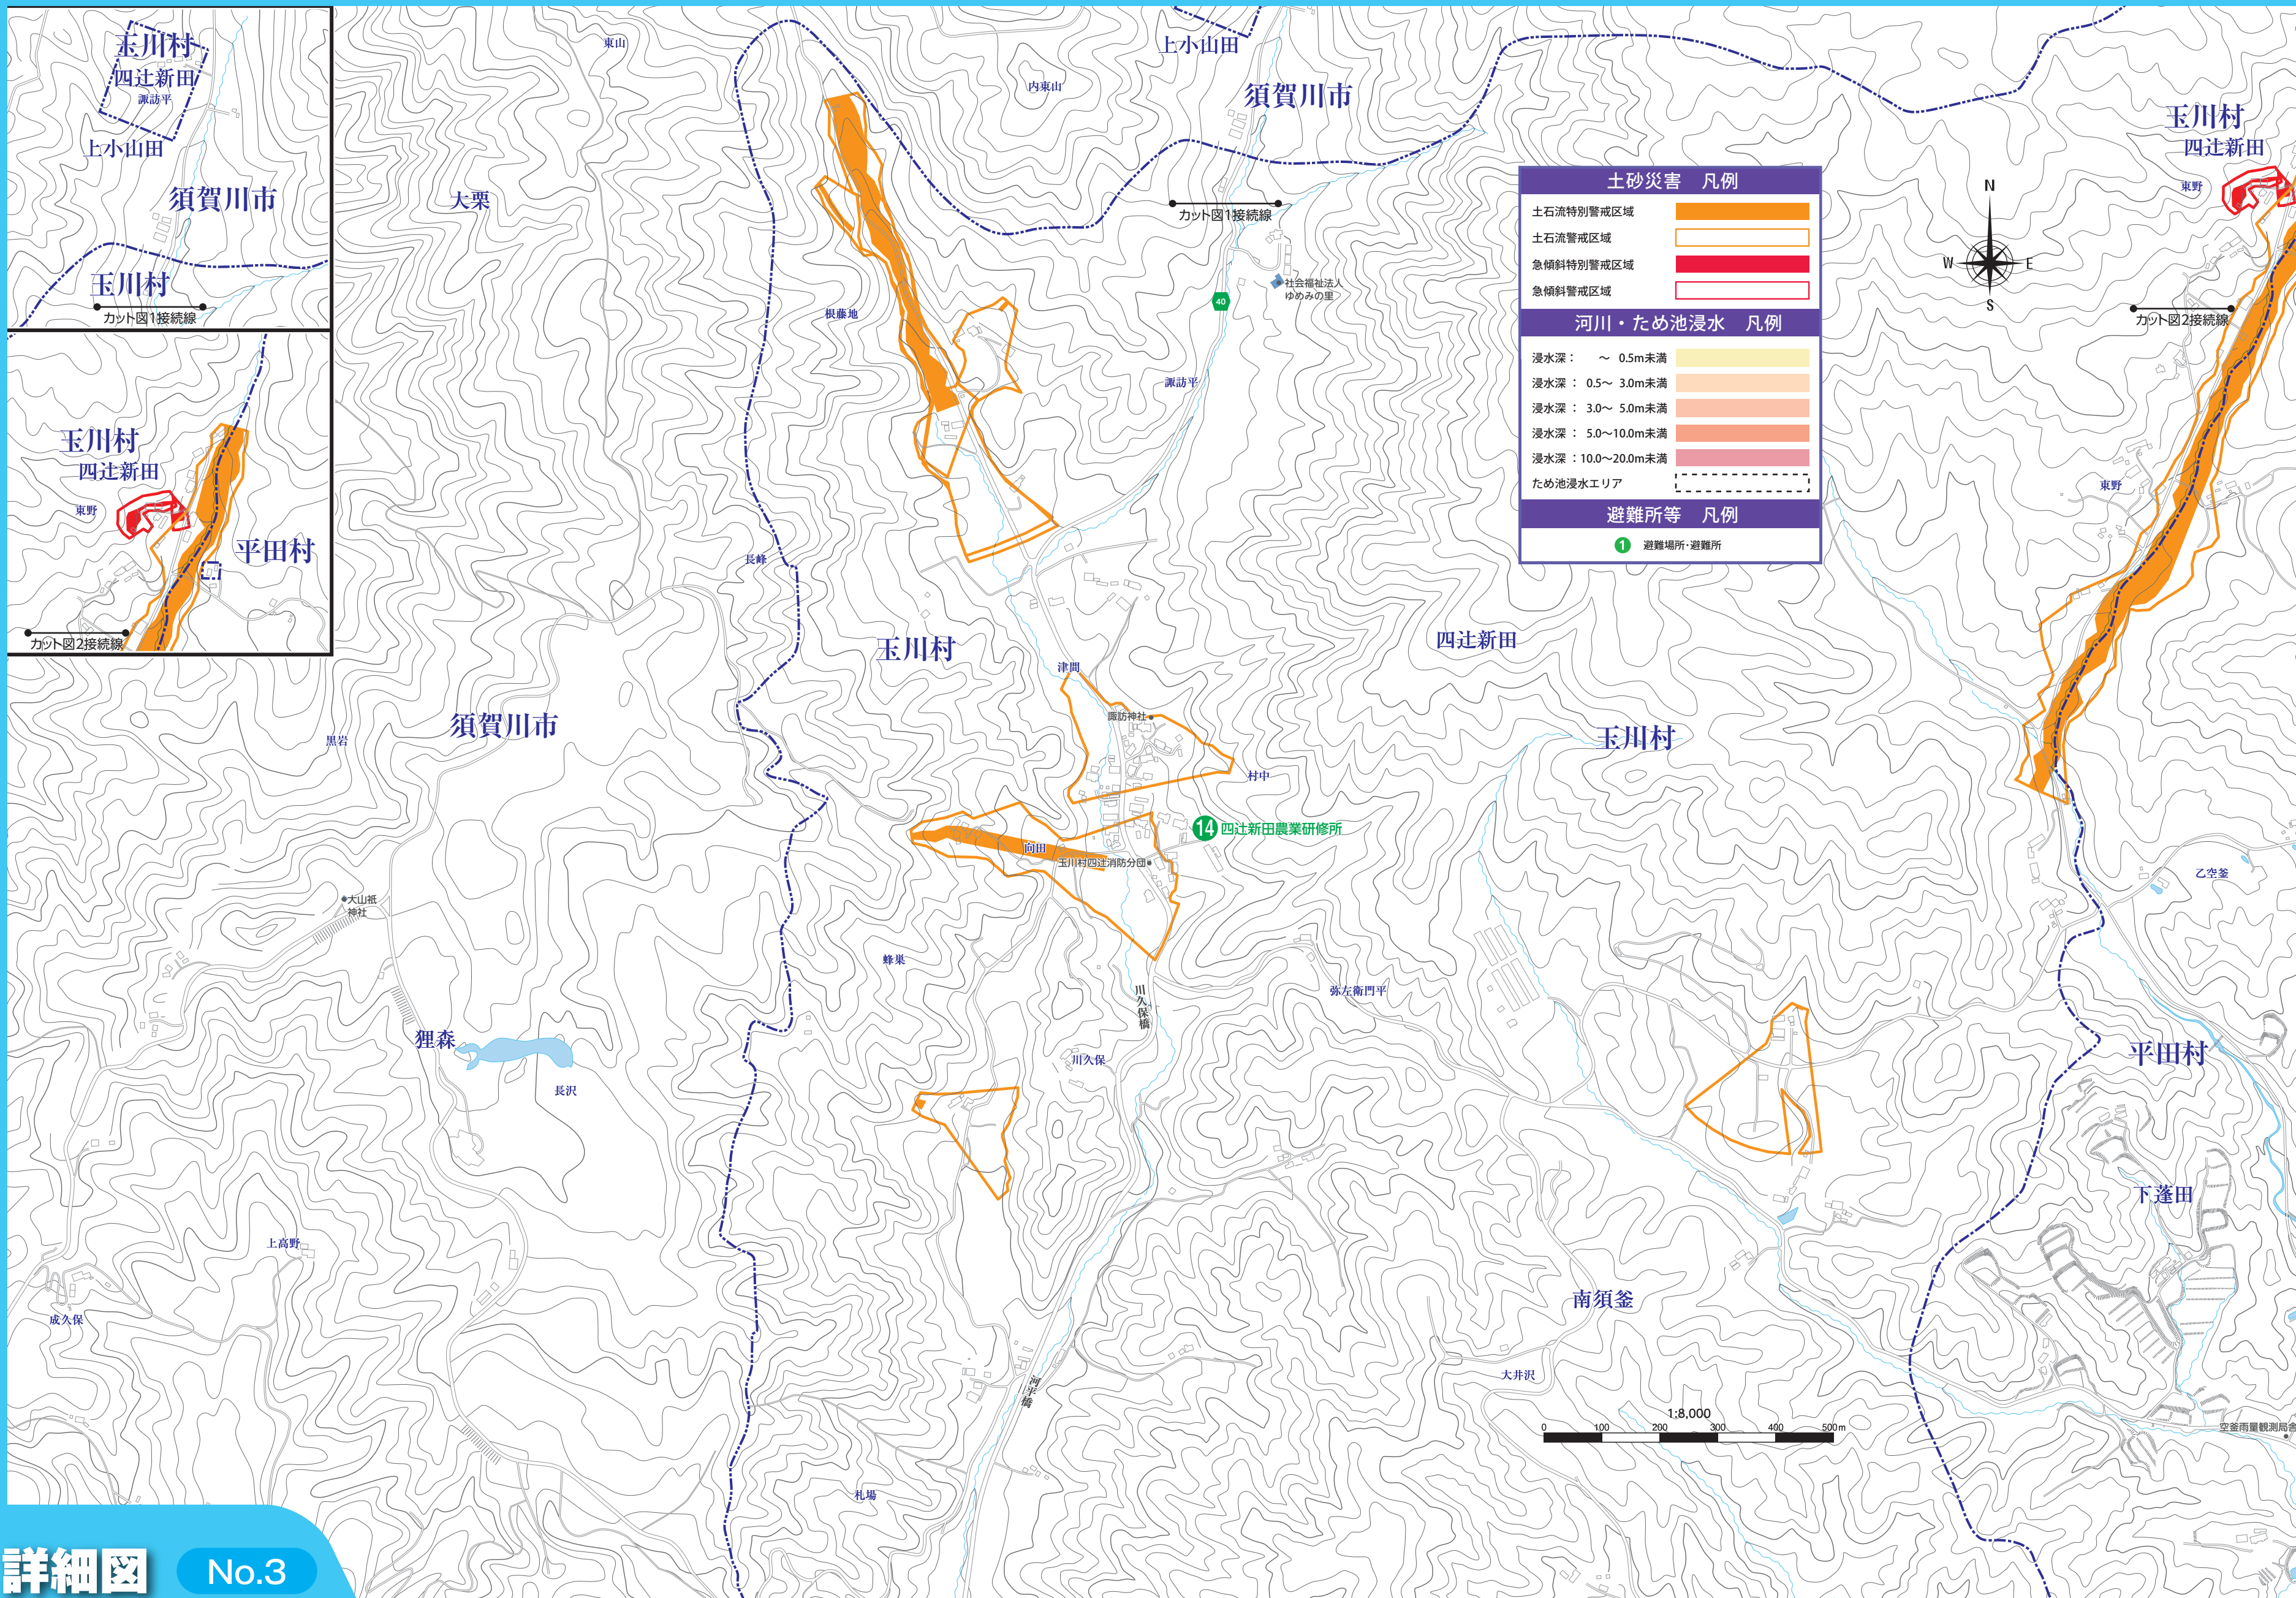 玉川村
四辻新田
諏訪平
上小山田
須賀川市
玉川村
カット図1接続線
玉川村
四辻新田
東野
平田村
カット図2接続線
東山
内東山
上小山田
須賀川市
大栗
カット図1接続線
社会福祉法人
ゆめみの里
40
根藤地
諏訪平
長峰
玉川村
津間
四辻新田
諏訪神社
玉川村
須賀川市
黒岩
村中
14 四辻新田農業研修所
向田
玉川村四辻消防分団
大山祇
神社
蜂巣
川久保橋
弥左衛門平
狸森
長沢
川久保
上高野
成久保
河平橋
札場
南須釜
大井沢
土砂災害 凡例
土石流特別警戒区域
土石流警戒区域
急傾斜特別警戒区域
急傾斜警戒区域
河川・ため池浸水 凡例
浸水深： ～ 0.5m未満
浸水深： 0.5～ 3.0m未満
浸水深： 3.0～ 5.0m未満
浸水深： 5.0～10.0m未満
浸水深：10.0～20.0m未満
ため池浸水エリア
避難所等 凡例
1 避難場所･避難所
N
W E
S
玉川村
四辻新田
東野
カット図2接続線
東野
乙空釜
平田村
下蓬田
空釜雨量観測局舎
1:8,000
0 100 200 300 400 500m
詳細図 No.3